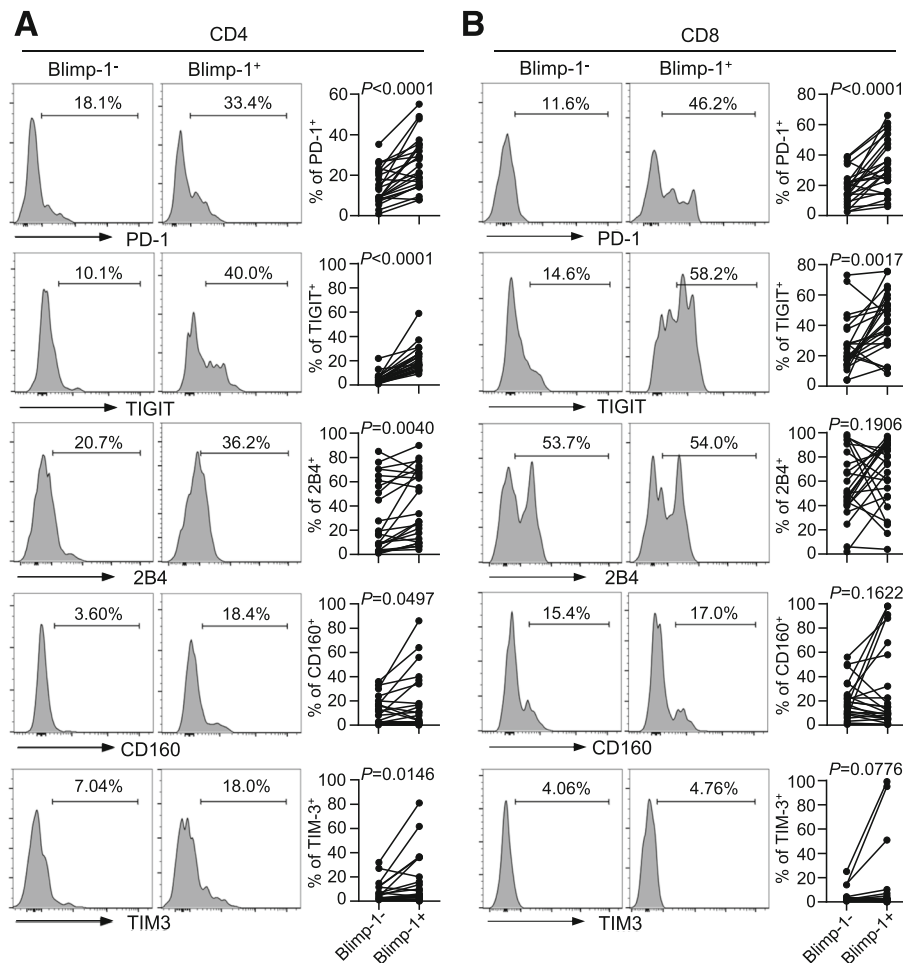 A
CD4
Blimp-1⁻ Blimp-1⁺
18.1% 33.4%
PD-1
P<0.0001
% of PD-1⁺
60
40
20
0
10.1% 40.0%
TIGIT
P<0.0001
% of TIGIT⁺
100
80
60
40
20
0
20.7% 36.2%
2B4
P=0.0040
% of 2B4⁺
100
80
60
40
20
0
3.60% 18.4%
CD160
P=0.0497
% of CD160⁺
100
80
60
40
20
0
7.04% 18.0%
TIM3
P=0.0146
% of TIM-3⁺
100
80
60
40
20
0
Blimp-1-
Blimp-1+
B
CD8
Blimp-1⁻ Blimp-1⁺
11.6% 46.2%
PD-1
P<0.0001
% of PD-1⁺
80
60
40
20
0
14.6% 58.2%
TIGIT
P=0.0017
% of TIGIT⁺
80
60
40
20
0
53.7% 54.0%
2B4
P=0.1906
% of 2B4⁺
100
80
60
40
20
0
15.4% 17.0%
CD160
P=0.1622
% of CD160⁺
100
80
60
40
20
0
4.06% 4.76%
TIM3
P=0.0776
% of TIM-3⁺
100
80
60
40
20
0
Blimp-1-
Blimp-1+